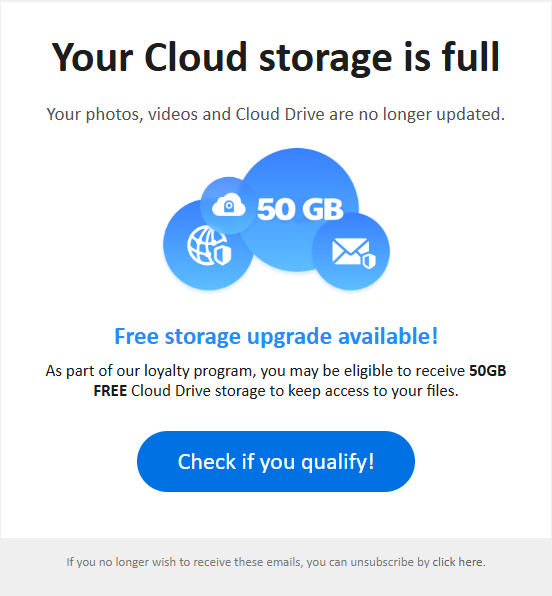 Your Cloud storage is full
Your photos, videos and Cloud Drive are no longer updated.
50 GB
Free storage upgrade available!
As part of our loyalty program, you may be eligible to receive 50GB
FREE Cloud Drive storage to keep access to your files.
Check if you qualify!
If you no longer wish to receive these emails, you can unsubscribe by click here.